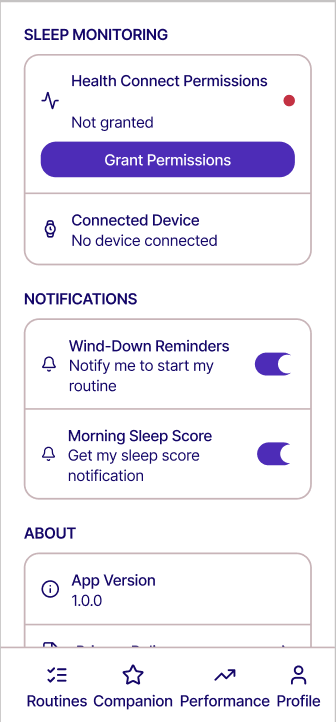 SLEEP MONITORING
Health Connect Permissions
Not granted
Grant Permissions
Connected Device
No device connected
NOTIFICATIONS
Wind-Down Reminders
Notify me to start my
routine
Morning Sleep Score
Get my sleep score
notification
ABOUT
App Version
1.0.0
Routines Companion Performance Profile